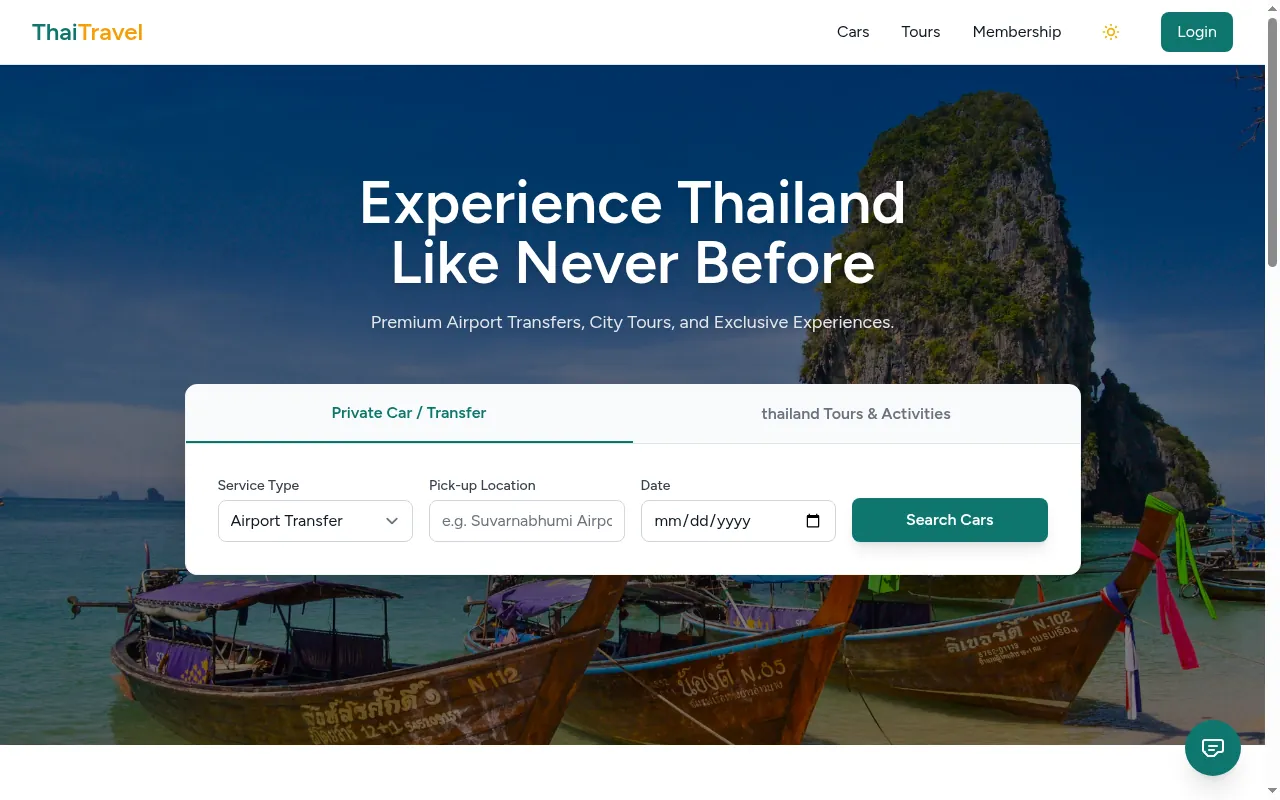 ThaiTravel
Cars
Tours
Membership
Login
Experience Thailand
Like Never Before
Premium Airport Transfers, City Tours, and Exclusive Experiences.
Private Car / Transfer
thailand Tours & Activities
Service Type
Pick-up Location
Date
Airport Transfer
e.g. Suvarnabhumi Airpo
mm/dd/yyyy
Search Cars
N 112
N.85
N.102